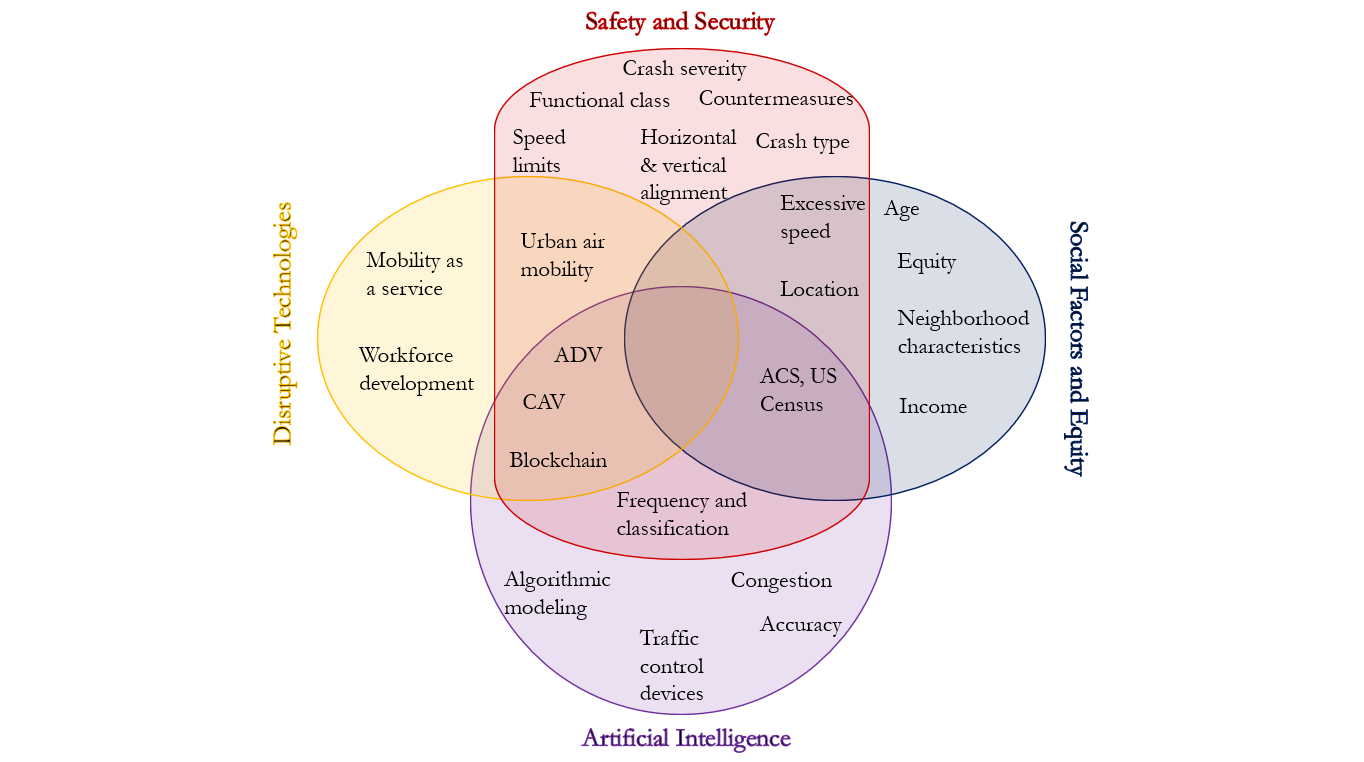 Safety and Security
Crash severity
Functional class
Countermeasures
Speed
limits
Horizontal
& vertical
alignment
Crash type
Disruptive Technologies
Mobility as
a service
Workforce
development
Urban air
mobility
Excessive
speed
Location
Age
Equity
Neighborhood
characteristics
Income
Social Factors and Equity
ADV
CAV
Blockchain
ACS, US
Census
Frequency and
classification
Algorithmic
modeling
Congestion
Accuracy
Traffic
control
devices
Artificial Intelligence